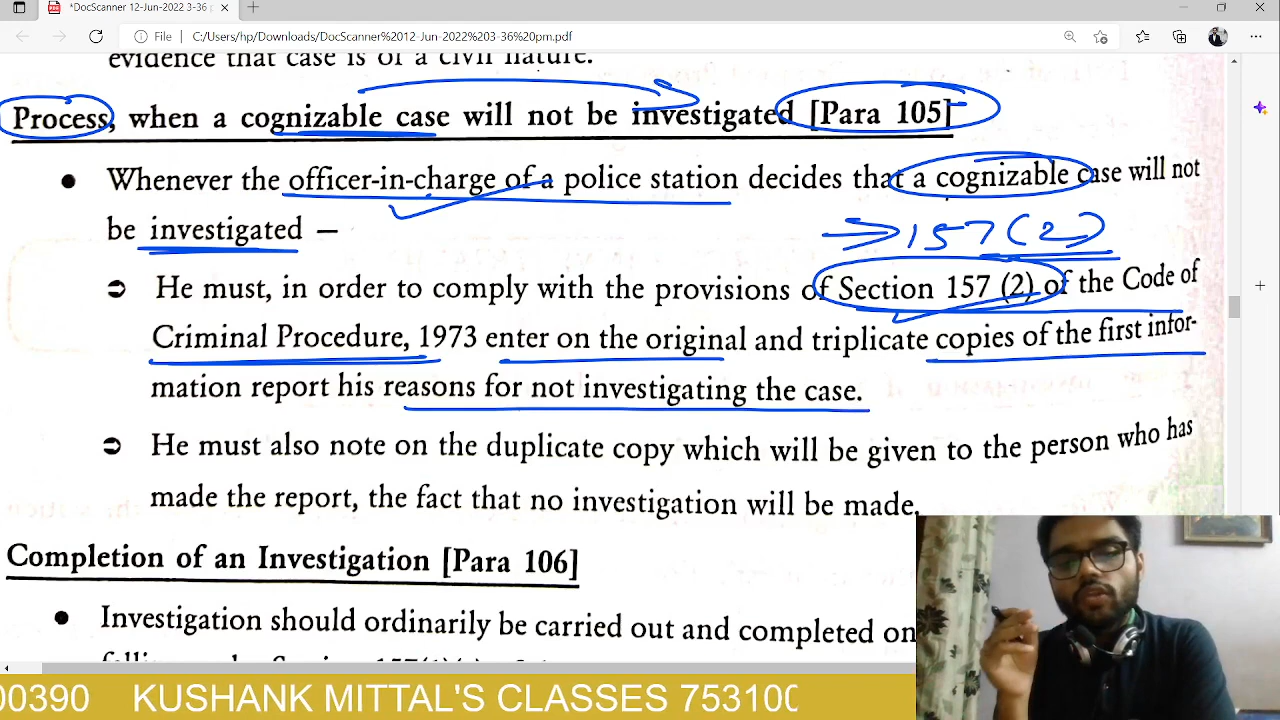 *DocScanner 12-Jun-2022 3-36 p
File
C:/Users/hp/Downloads/DocScanner%2012-Jun-2022%203-36%20pm.pdf
evidence that case is of a civil nature.
Process, when a cognizable case will not be investigated [Para 105]
• Whenever the officer-in-charge of a police station decides that a cognizable case will not
be investigated —
→ 157 (2)
⊃ He must, in order to comply with the provisions of Section 157 (2) of the Code of
Criminal Procedure, 1973 enter on the original and triplicate copies of the first infor-
mation report his reasons for not investigating the case.
⊃ He must also note on the duplicate copy which will be given to the person who has
made the report, the fact that no investigation will be made.
Completion of an Investigation [Para 106]
• Investigation should ordinarily be carried out and completed on
00390 KUSHANK MITTAL'S CLASSES 753100